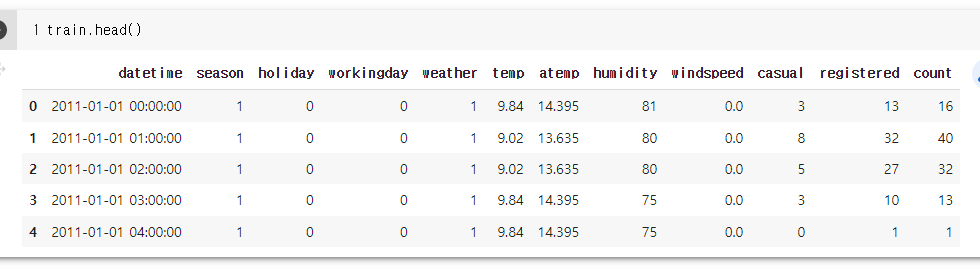 1 train.head()
datetime season holiday workingday weather temp atemp humidity windspeed casual registered count
0 2011-01-01 00:00:00 1 0 0 1 9.84 14.395 81 0.0 3 13 16
1 2011-01-01 01:00:00 1 0 0 1 9.02 13.635 80 0.0 8 32 40
2 2011-01-01 02:00:00 1 0 0 1 9.02 13.635 80 0.0 5 27 32
3 2011-01-01 03:00:00 1 0 0 1 9.84 14.395 75 0.0 3 10 13
4 2011-01-01 04:00:00 1 0 0 1 9.84 14.395 75 0.0 0 1 1